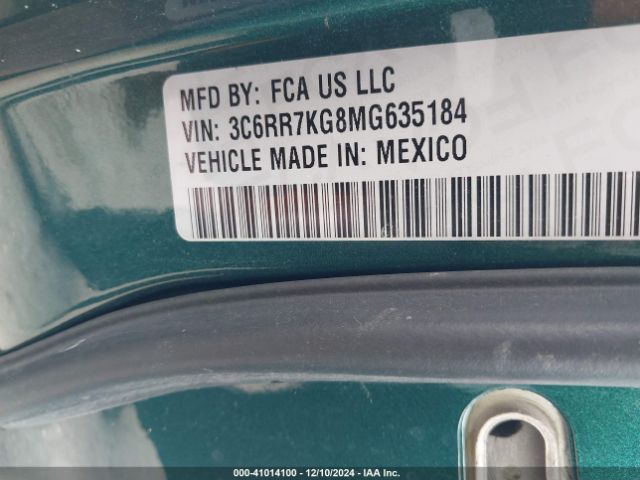 MFD BY: FCA US LLC
VIN: 3C6RR7KG8MG635184
VEHICLE MADE IN: MEXICO
000-41014100 - 12/10/2024 - IAA Inc.